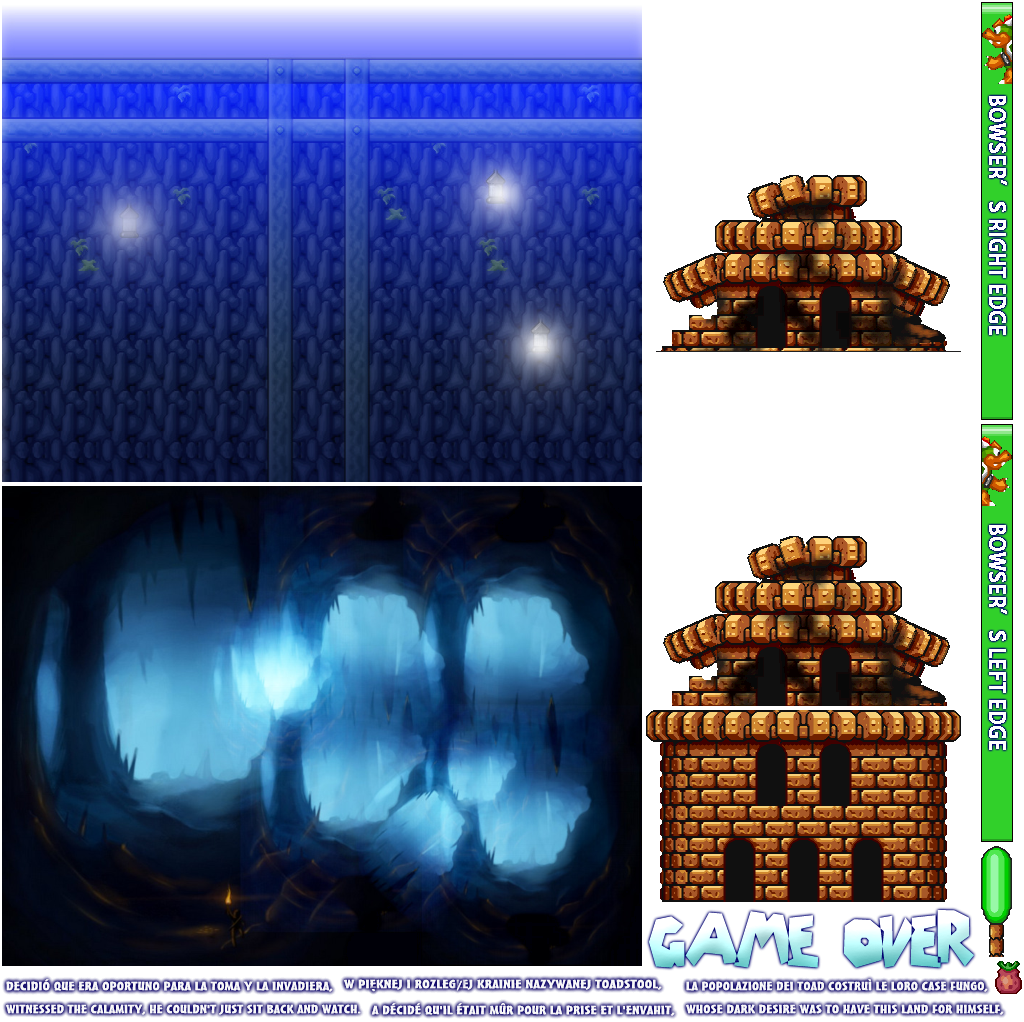 BOWSER' S RIGHT EDGE
BOWSER' S LEFT EDGE
GAME OVER
DECIDIÓ QUE ERA OPORTUNO PARA LA TOMA Y LA INVADIERA,
W PIĘKNEJ I ROZLEG/EJ KRAINIE NAZYWANEJ TOADSTOOL,
LA POPOLAZIONE DEI TOAD COSTRUÌ LE LORO CASE FUNGO,
WITNESSED THE CALAMITY, HE COULDN'T JUST SIT BACK AND WATCH.
A DÉCIDÉ QU'IL ÉTAIT MÛR POUR LA PRISE ET L'ENVAHIT,
WHOSE DARK DESIRE WAS TO HAVE THIS LAND FOR HIMSELF,